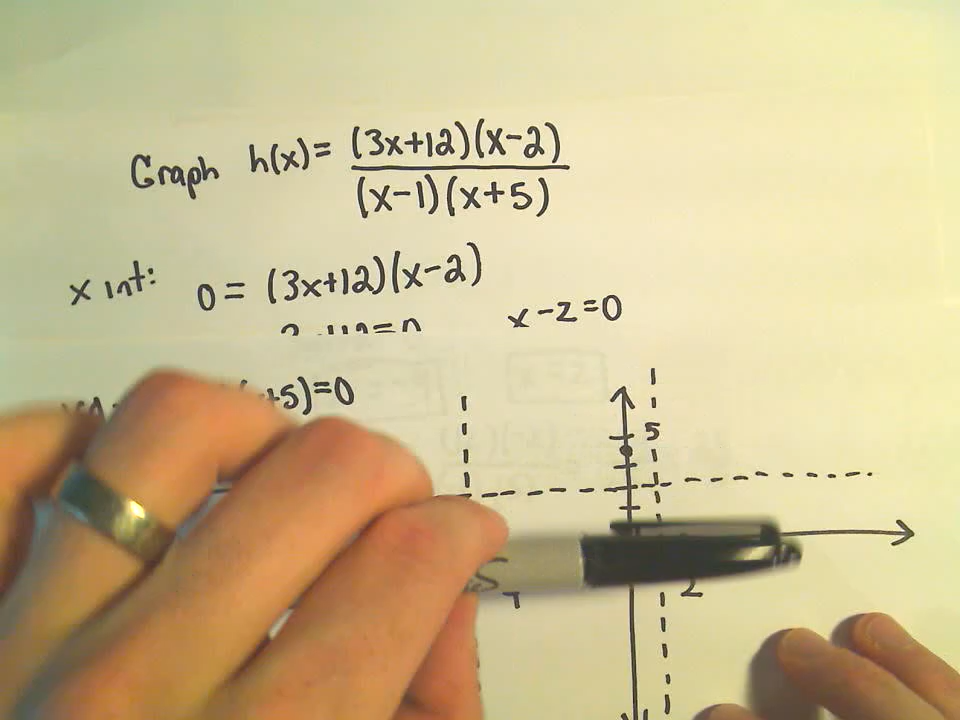 Graph h(x)= (3x+12)(x-2)
(x-1)(x+5)
x int: 0 = (3x+12)(x-2)
x-2=0
+5)=0
5
2